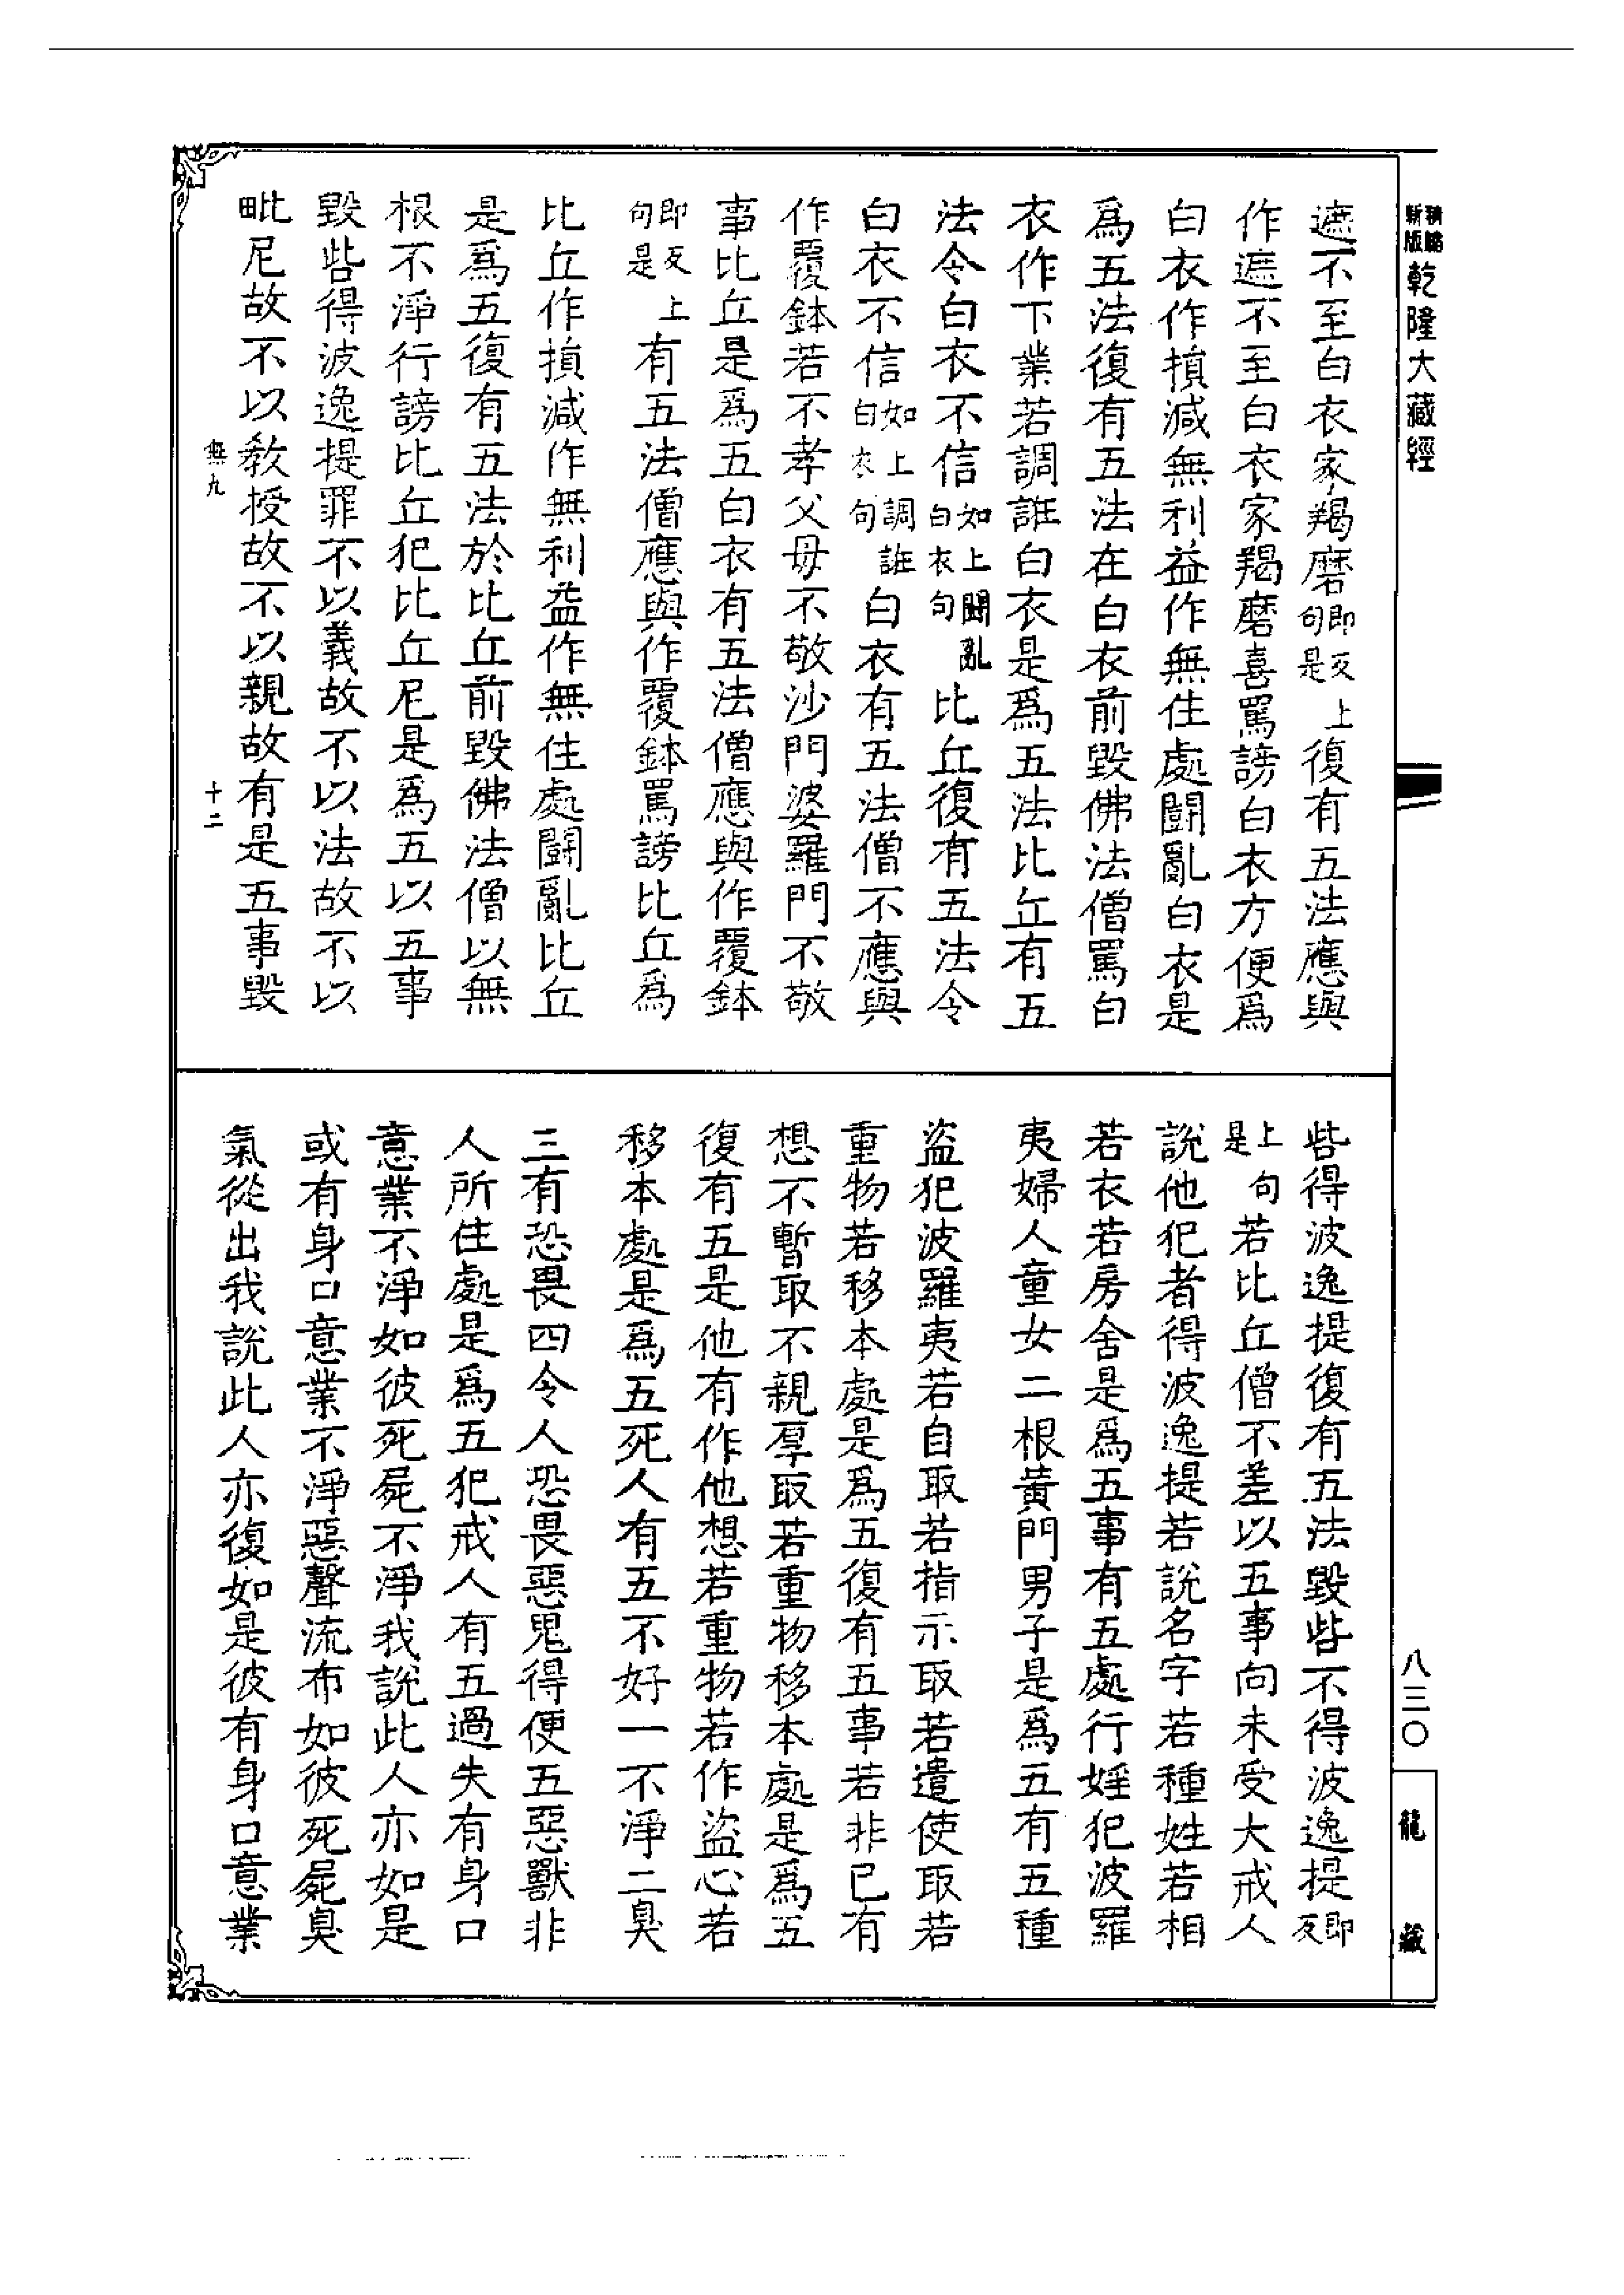 精縮新版乾隆大藏經
遮不至白衣家羯磨即反上句是復有五法應與
作遮不至白衣家羯磨喜罵謗白衣方便爲
白衣作損減無利益作無住處鬪亂白衣是
爲五法復有五法在白衣前毀佛法僧罵白
衣作下業若調誑白衣是爲五法比丘有五
法令白衣不信如上鬪亂白衣句比丘復有五法令
白衣不信如上調誑白衣句白衣有五法僧不應與
作覆鉢若不孝父母不敬沙門婆羅門不敬
事比丘是爲五白衣有五法僧應與作覆鉢
即反上句是有五法僧應與作覆鉢罵謗比丘爲
比丘作損減作無利益作無住處鬪亂比丘
是爲五復有五法於比丘前毀佛法僧以無
根不淨行謗比丘犯比丘尼是爲五以五事
毀呰得波逸提罪不以義故不以法故不以
毗尼故不以教授故不以親故有是五事毀
無九
十二
呰得波逸提復有五法毀呰不得波逸提即反
上句是若比丘僧不差以五事向未受大戒人
說他犯者得波逸提若說名字若種姓若相
若衣若房舍是爲五事有五處行婬犯波羅
夷婦人童女二根黃門男子是爲五有五種
盜犯波羅夷若自取若指示取若遣使取若
重物若移本處是爲五復有五事若非己有
想不暫取不親厚取若重物移本處是爲五
復有五是他有作他想若重物若作盜心若
移本處是爲五死人有五不好一不淨二臭
三有恐畏四令人恐畏惡鬼得便五惡獸非
人所住處是爲五犯戒人有五過失有身口
意業不淨如彼死屍不淨我說此人亦如是
或有身口意業不淨惡聲流布如彼死屍臭
氣從出我說此人亦復如是彼有身口意業
八三〇
龍藏